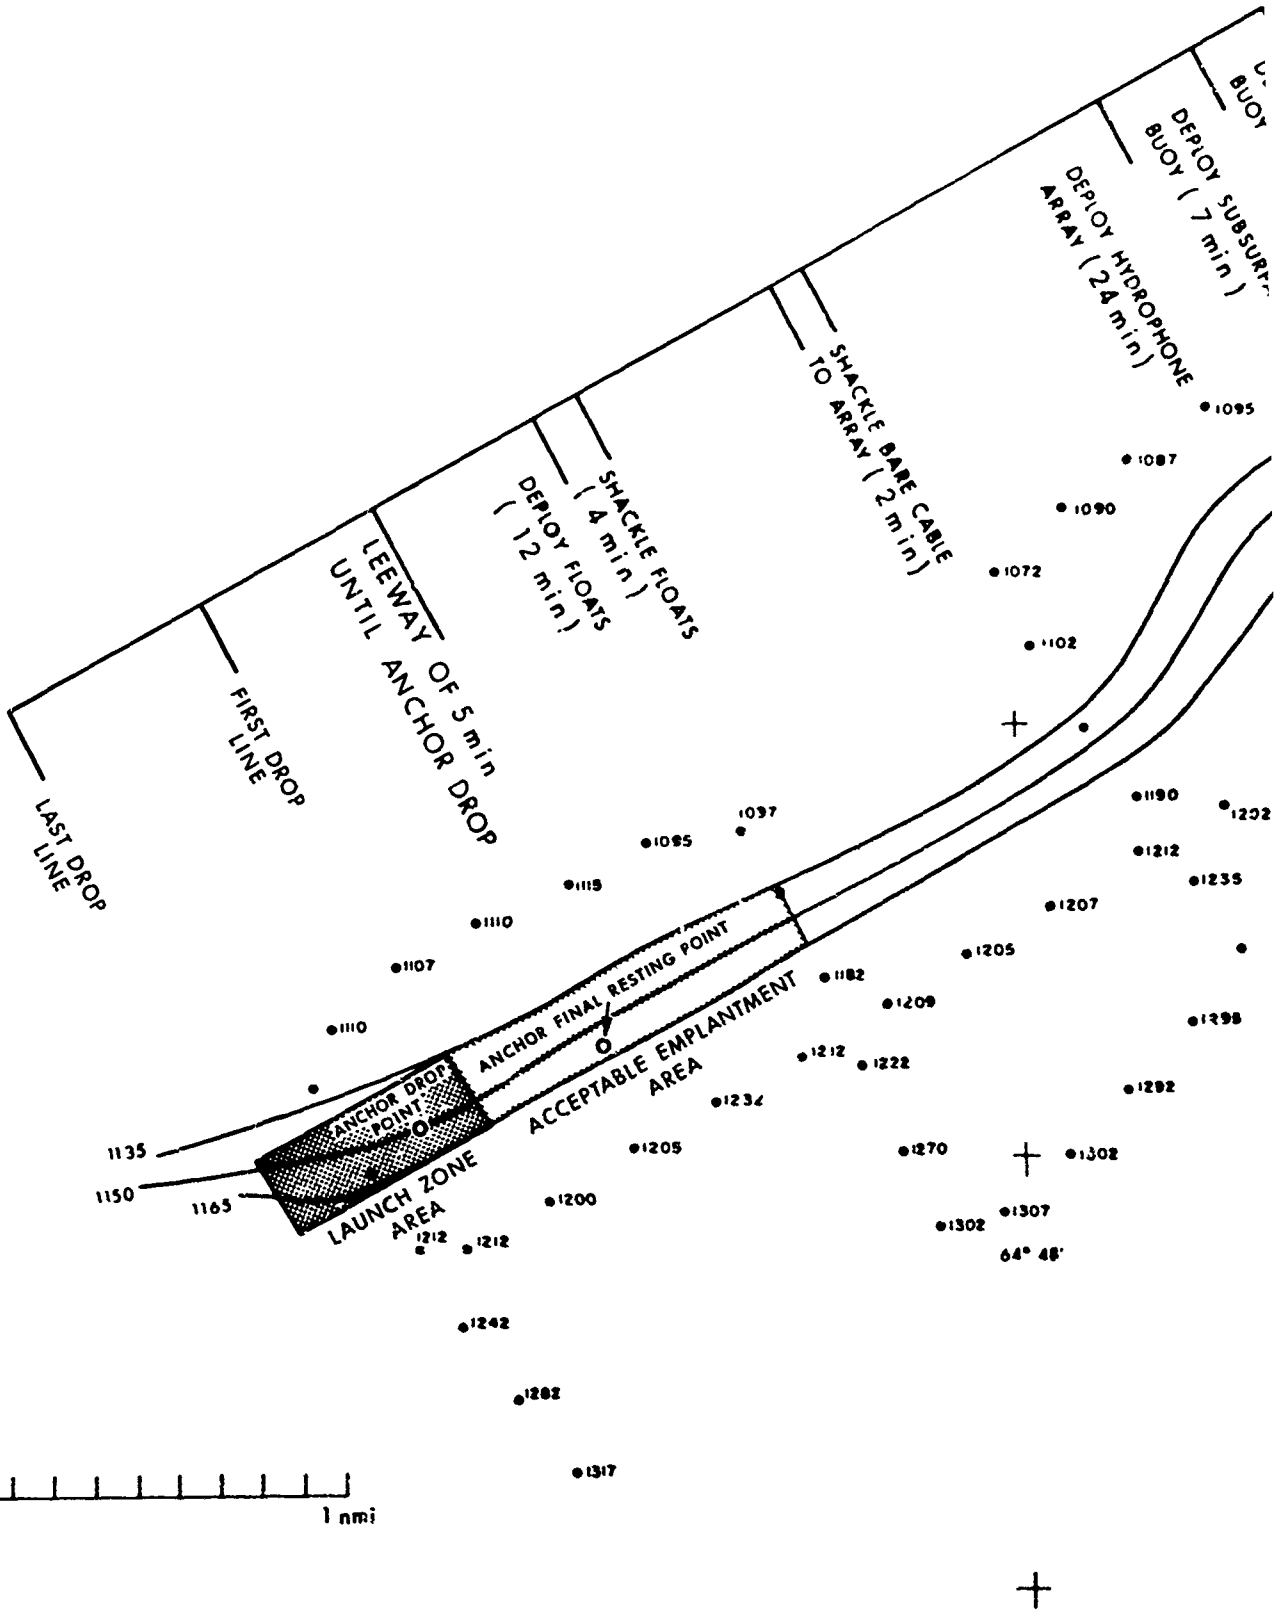 BUOY
DEPLOY SUBSURFA
BUOY ( 7 min )
DEPLOY HYDROPHONE
ARRAY ( 24 min )
SHACKLE BARE CABLE
TO ARRAY ( 2 min )
SHACKLE FLOATS
( 4 min )
DEPLOY FLOATS
( 12 min )
LEEWAY OF 5 min
UNTIL ANCHOR DROP
FIRST DROP
LINE
LAST DROP
LINE
1095
1087
1090
1072
1102
1190
1202
1212
1235
1207
1205
1097
1095
1115
1110
1107
1110
1182
1209
1298
1212
1222
1292
1205
1270
1302
1200
1307
1302
64° 48'
1212
1212
1242
1282
1317
ANCHOR FINAL RESTING POINT
ACCEPTABLE EMPLANTMENT
AREA
ANCHOR DROP
POINT
LAUNCH ZONE
AREA
1135
1150
1165
1 nmi